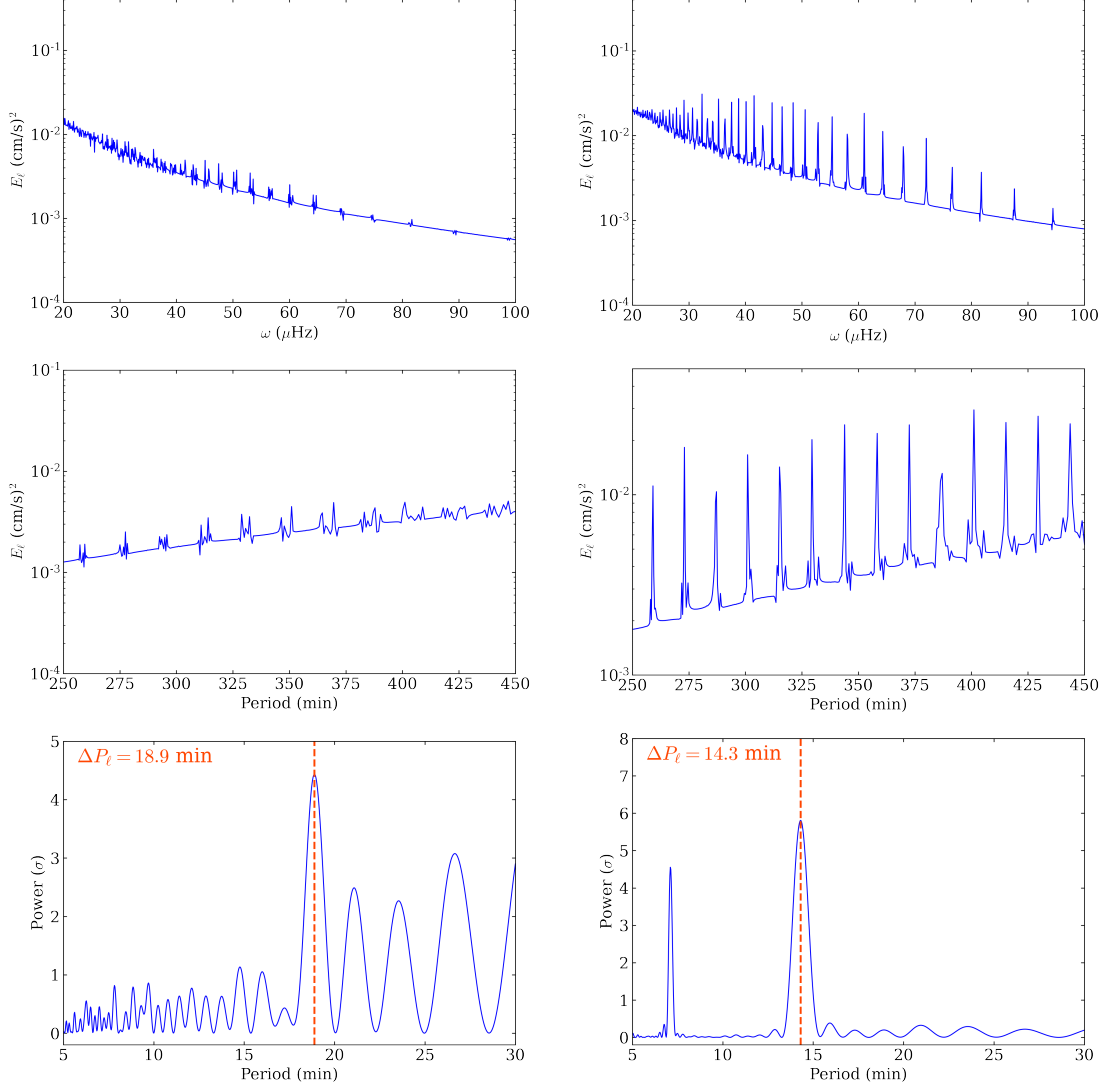 10⁻¹
10⁻²
10⁻³
10⁻⁴
E_ℓ (cm/s)²
20 30 40 50 60 70 80 90 100
ω (μHz)
10⁻¹
10⁻²
10⁻³
10⁻⁴
E_ℓ (cm/s)²
20 30 40 50 60 70 80 90 100
ω (μHz)
10⁻¹
10⁻²
10⁻³
10⁻⁴
E_ℓ (cm/s)²
250 275 300 325 350 375 400 425 450
Period (min)
10⁻²
10⁻³
E_ℓ (cm/s)²
250 275 300 325 350 375 400 425 450
Period (min)
ΔP_ℓ = 18.9 min
5
4
3
2
1
0
Power (σ)
5 10 15 20 25 30
Period (min)
ΔP_ℓ = 14.3 min
8
7
6
5
4
3
2
1
0
Power (σ)
5 10 15 20 25 30
Period (min)